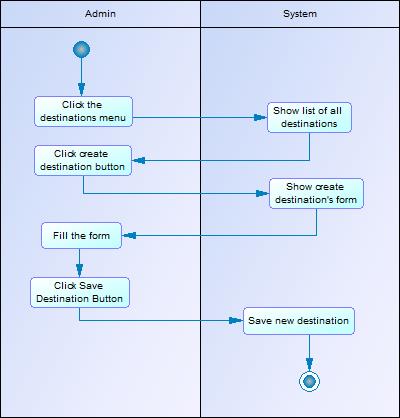 Admin
System
Click the
destinations menu
Show list of all
destinations
Click create
destination button
Show create
destination's form
Fill the form
Click Save
Destination Button
Save new destination